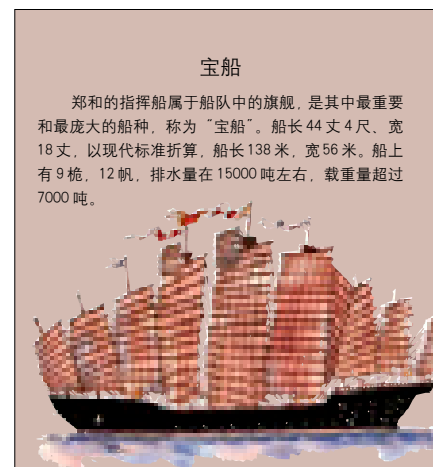 宝船
郑和的指挥船属于船队中的旗舰，是其中最重要
和最庞大的船种，称为“宝船”。船长44丈4尺、宽
18丈，以现代标准折算，船长138米，宽56米。船上
有9桅，12帆，排水量在15000吨左右，载重量超过
7000吨。